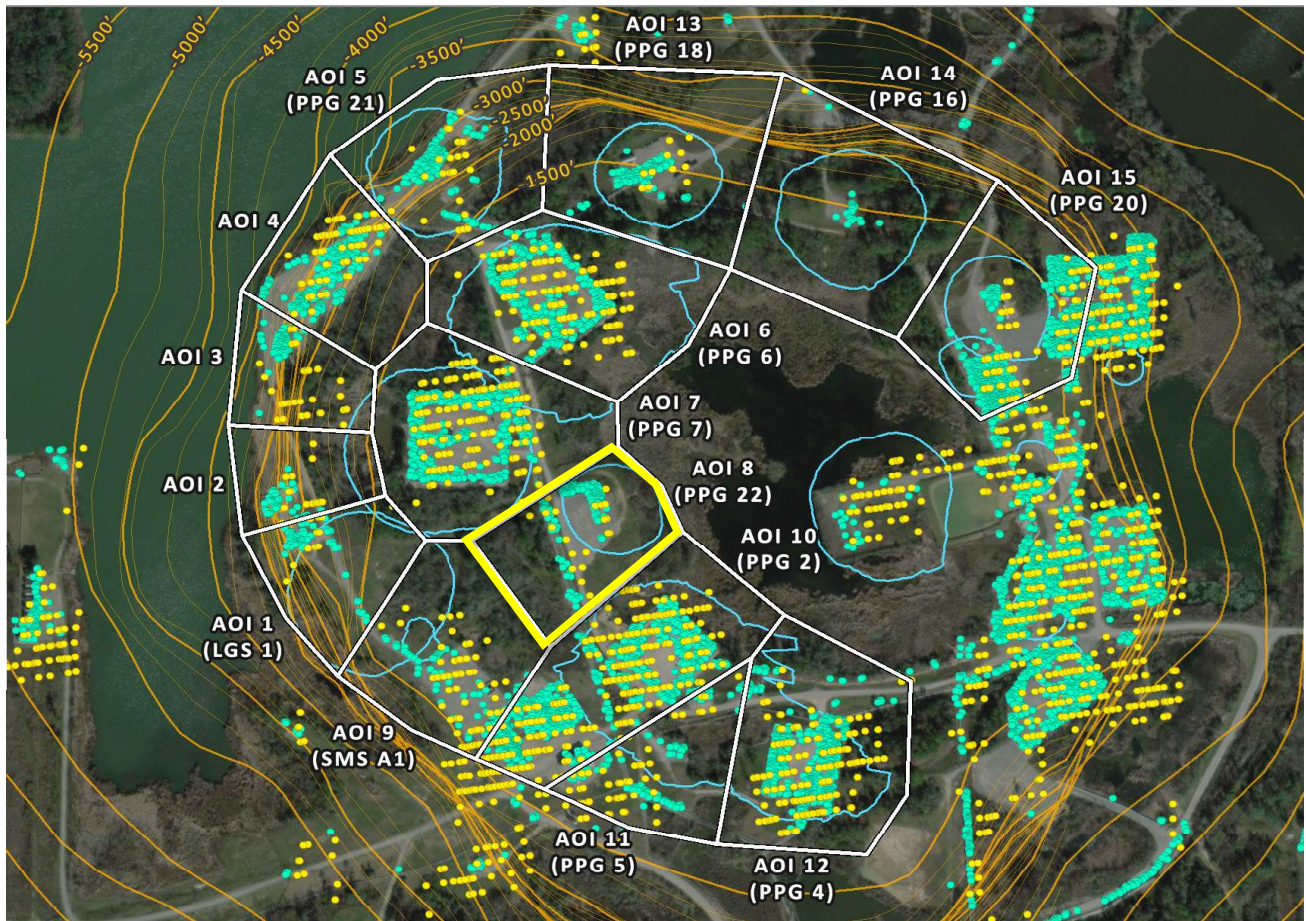 -5500'
-5000'
-4500'
-4000'
-3500'
-3000'
-2500'
-2000'
-1500'
AOI 13
(PPG 18)
AOI 5
(PPG 21)
AOI 14
(PPG 16)
AOI 15
(PPG 20)
AOI 4
AOI 3
AOI 6
(PPG 6)
AOI 7
(PPG 7)
AOI 8
(PPG 22)
AOI 2
AOI 10
(PPG 2)
AOI 1
(LGS 1)
AOI 9
(SMS A1)
AOI 11
(PPG 5)
AOI 12
(PPG 4)